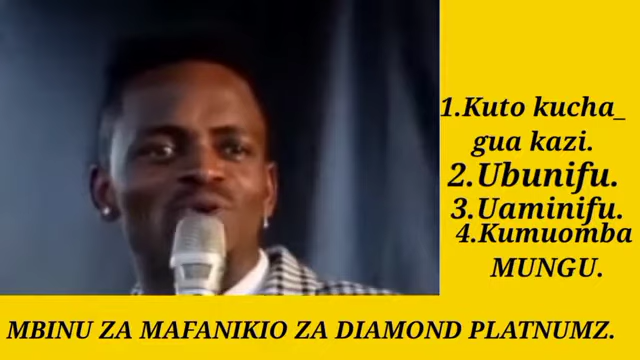 1.Kuto kucha_
gua kazi.
2.Ubunifu.
3.Uaminifu.
4.Kumuomba
MUNGU.
MBINU ZA MAFANIKIO ZA DIAMOND PLATNUMZ.